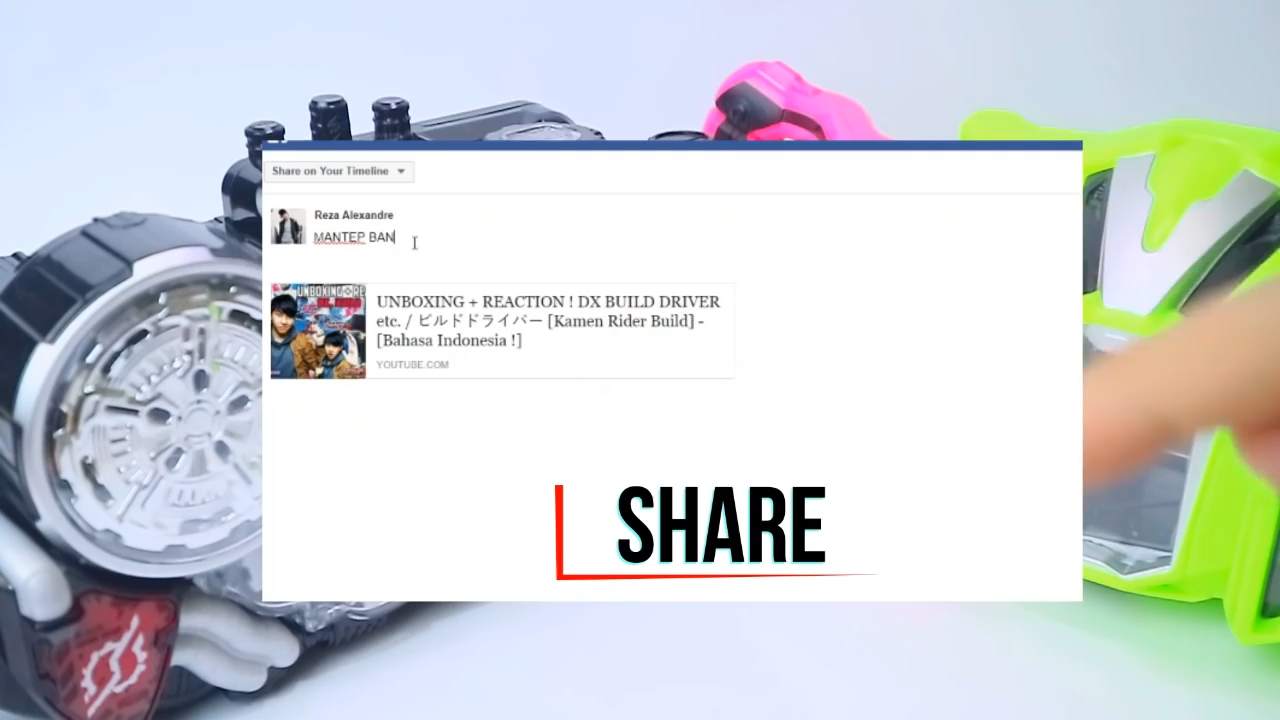 Share on Your Timeline
Reza Alexandre
MANTEP BAN
UNBOXING
UNBOXING + REACTION ! DX BUILD DRIVER
etc. / ビルドドライバー [Kamen Rider Build] -
[Bahasa Indonesia !]
YOUTUBE.COM
SHARE